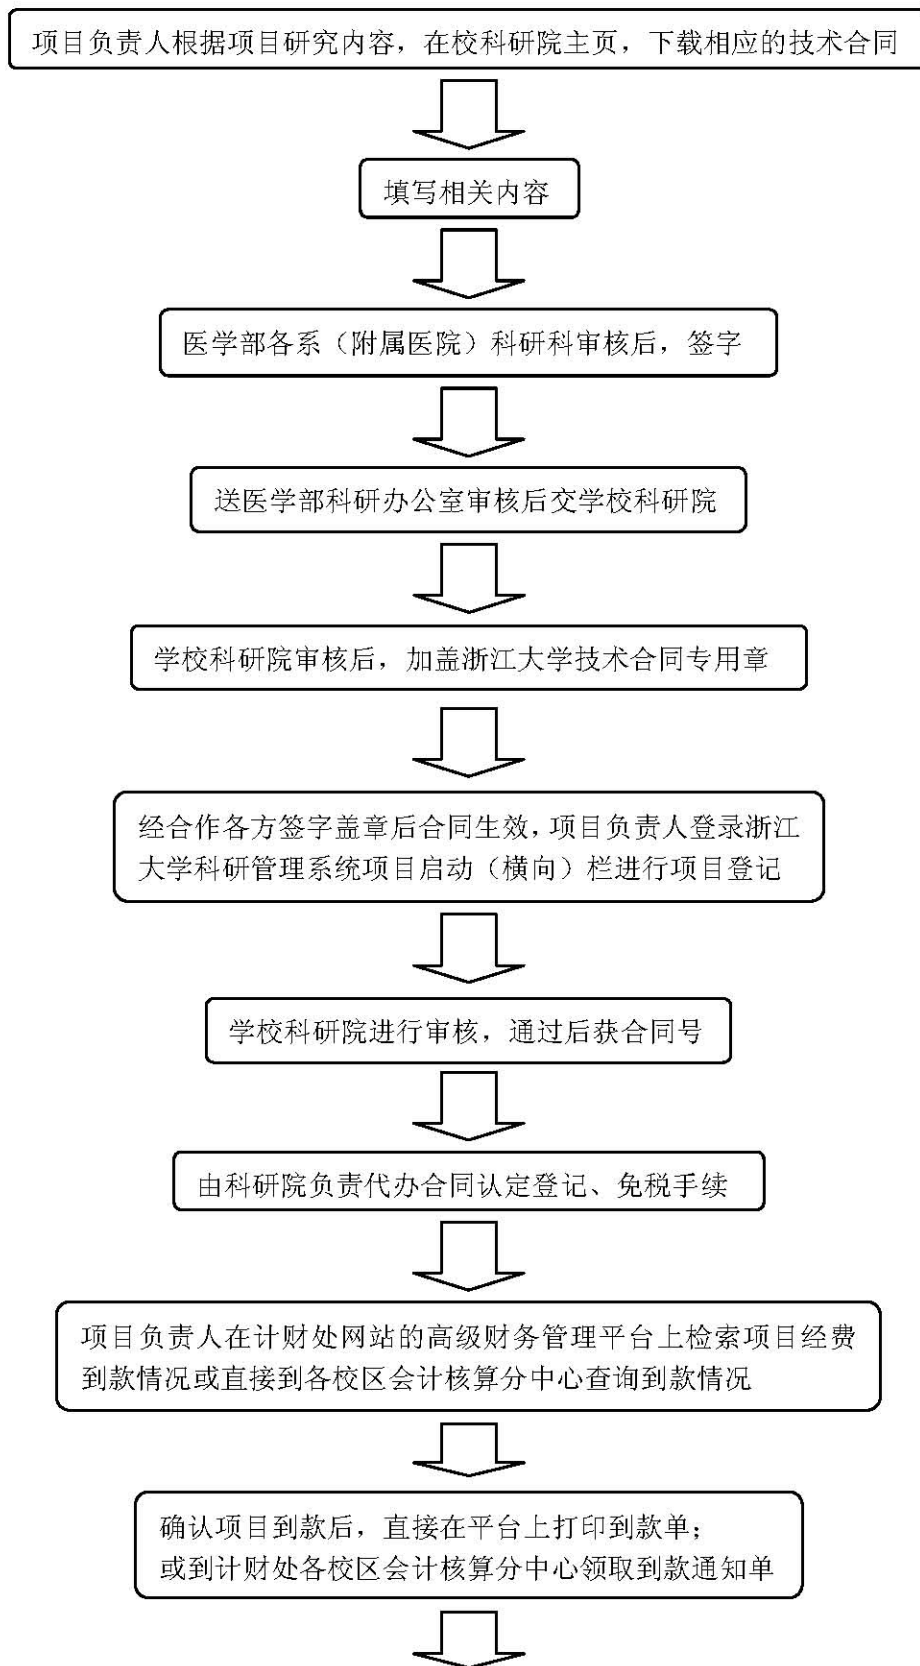 项目负责人根据项目研究内容，在校科研院主页，下载相应的技术合同
填写相关内容
医学部各系（附属医院）科研科审核后，签字
送医学部科研办公室审核后交学校科研院
学校科研院审核后，加盖浙江大学技术合同专用章
经合作各方签字盖章后合同生效，项目负责人登录浙江
大学科研管理系统项目启动（横向）栏进行项目登记
学校科研院进行审核，通过后获合同号
由科研院负责代办合同认定登记、免税手续
项目负责人在计财处网站的高级财务管理平台上检索项目经费
到款情况或直接到各校区会计核算分中心查询到款情况
确认项目到款后，直接在平台上打印到款单；
或到计财处各校区会计核算分中心领取到款通知单